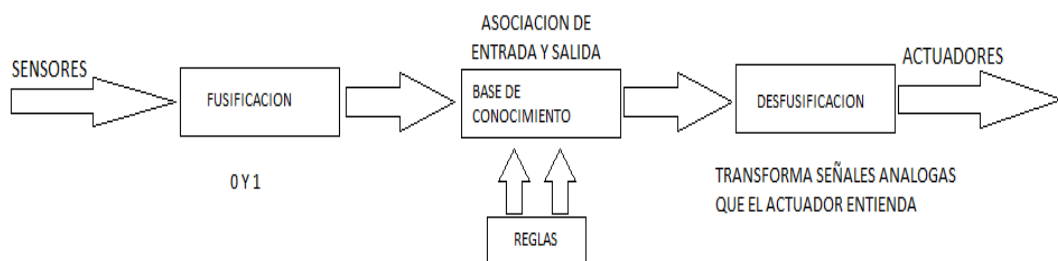 SENSORES
FUSIFICACION
0 Y 1
ASOCIACION DE
ENTRADA Y SALIDA
BASE DE
CONOCIMIENTO
REGLAS
DESFUSIFICACION
TRANSFORMA SEÑALES ANALOGAS
QUE EL ACTUADOR ENTIENDA
ACTUADORES